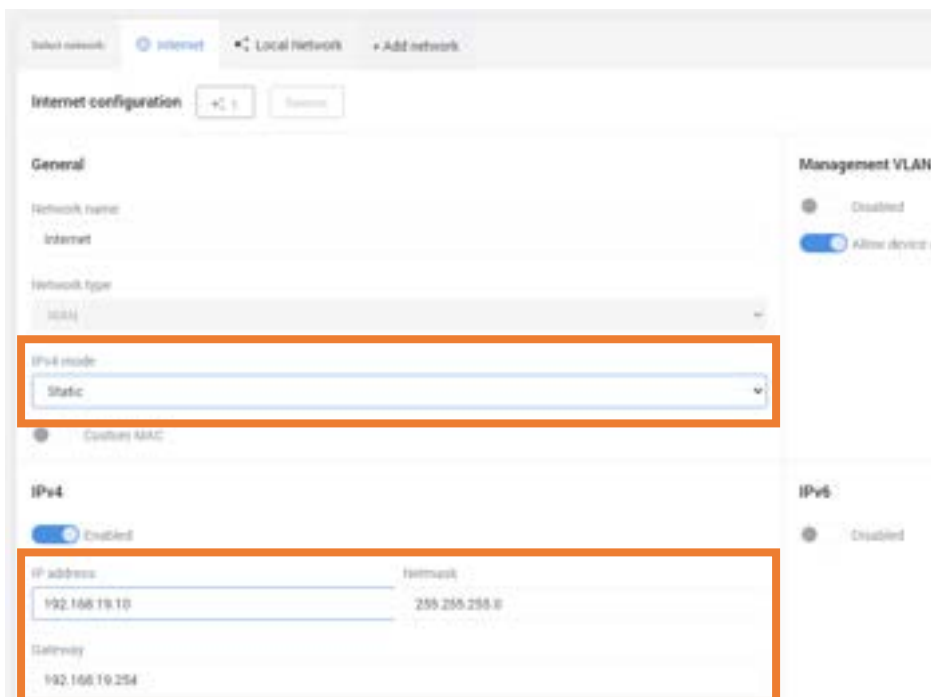 Select network: Internet Local Network + Add network
Internet configuration
General
Management VLAN
Network name
Disabled
Internet
Allow device
Network type
WAN
IPv4 mode
Static
Custom MAC
IPv4
IPv6
Enabled
Disabled
IP address Netmask
192.168.19.10 255.255.255.0
Gateway
192.168.19.254